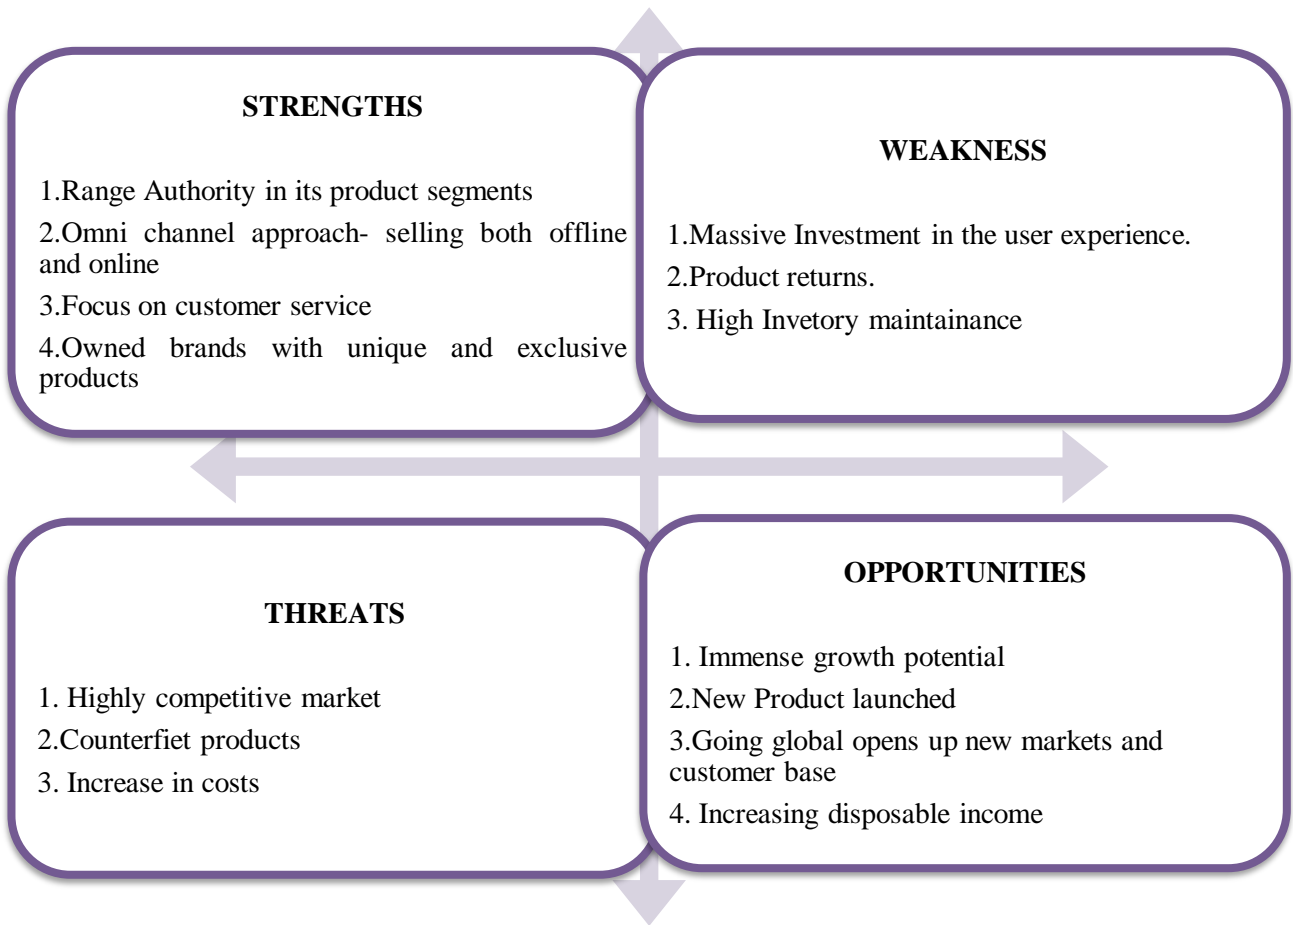 STRENGTHS
1.Range Authority in its product segments
2.Omni channel approach- selling both offline
and online
3.Focus on customer service
4.Owned brands with unique and exclusive
products
WEAKNESS
1.Massive Investment in the user experience.
2.Product returns.
3. High Invetory maintainance
THREATS
1. Highly competitive market
2.Counterfiet products
3. Increase in costs
OPPORTUNITIES
1. Immense growth potential
2.New Product launched
3.Going global opens up new markets and
customer base
4. Increasing disposable income